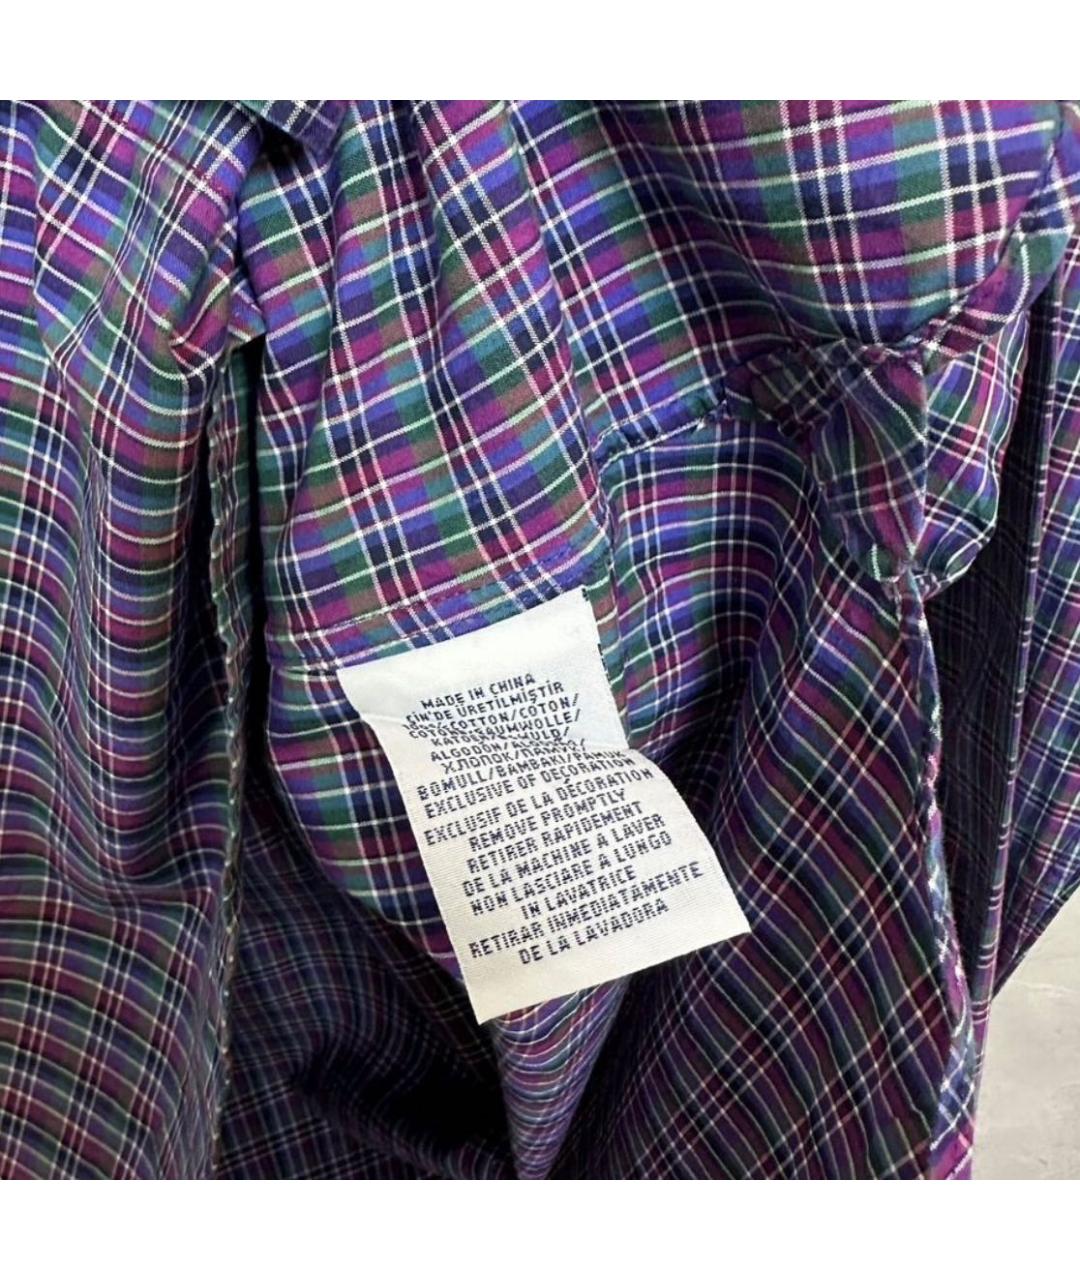 MADE IN CHINA
ÇİN'DE ÜRETİLMİŞTİR
COTTON/COTON/
ALGODÓN/
ХЛОПОК/ΠΑΜΒΑΚΙ/
BOMULL/BAMBAKI/
EXCLUSIVE OF DECORATION
EXCLUSIF DE LA DÉCORATION
REMOVE PROMPTLY
RETIRER RAPIDEMENT
DE LA MACHINE A LAVER
NON LASCIARE A LUNGO
IN LAVATRICE
RETIRAR INMEDIATAMENTE
DE LA LAVADORA